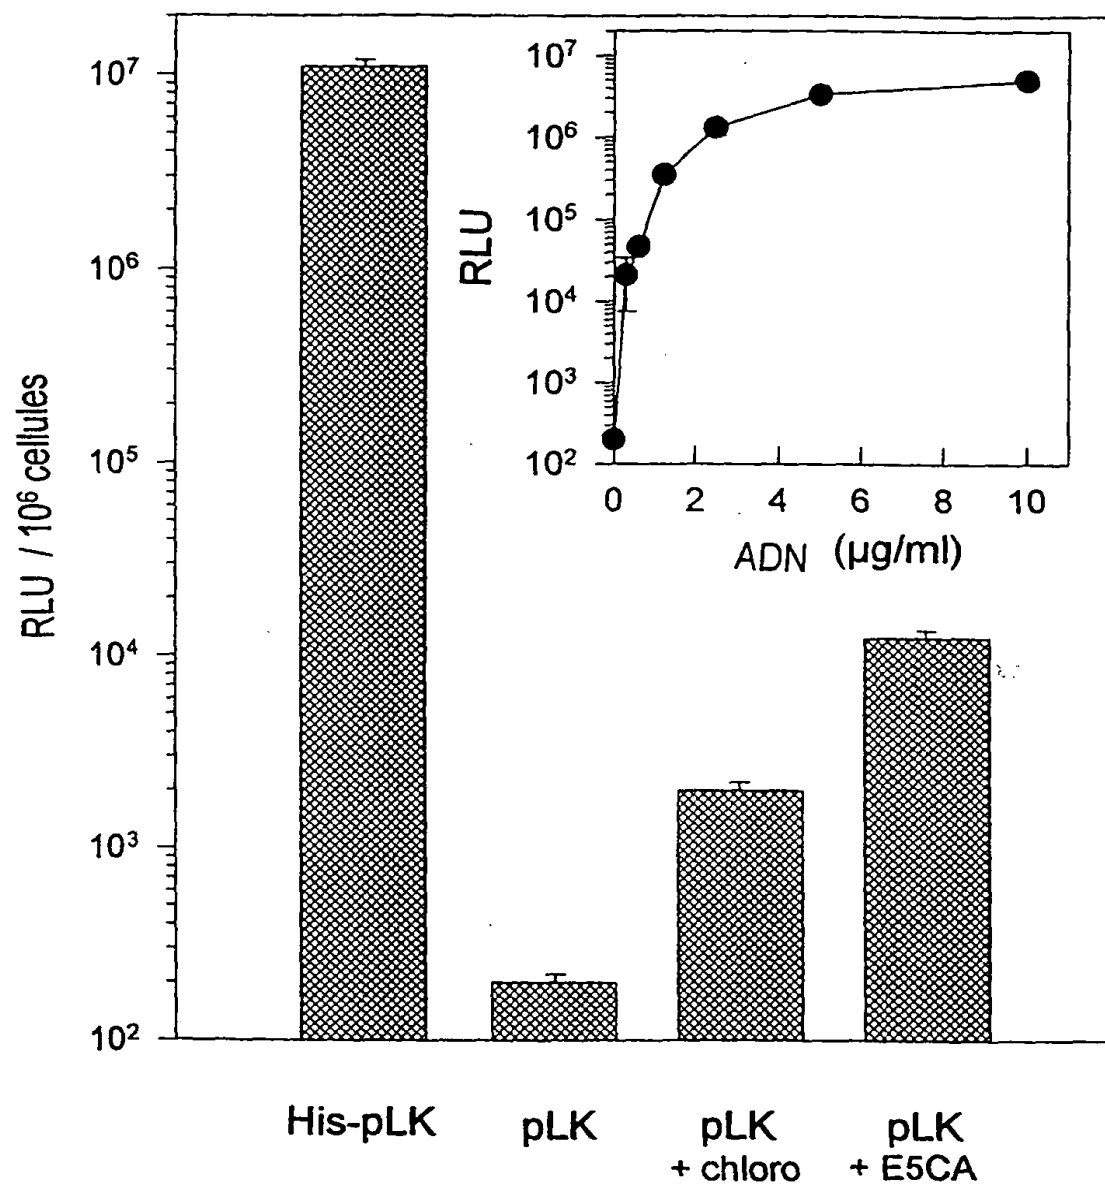 RLU / 10⁶ cellules
10⁷
10⁶
10⁵
10⁴
10³
10²
His-pLK
pLK
pLK
+ chloro
pLK
+ E5CA
RLU
10⁷
10⁶
10⁵
10⁴
10³
10²
0 2 4 6 8 10
ADN (µg/ml)